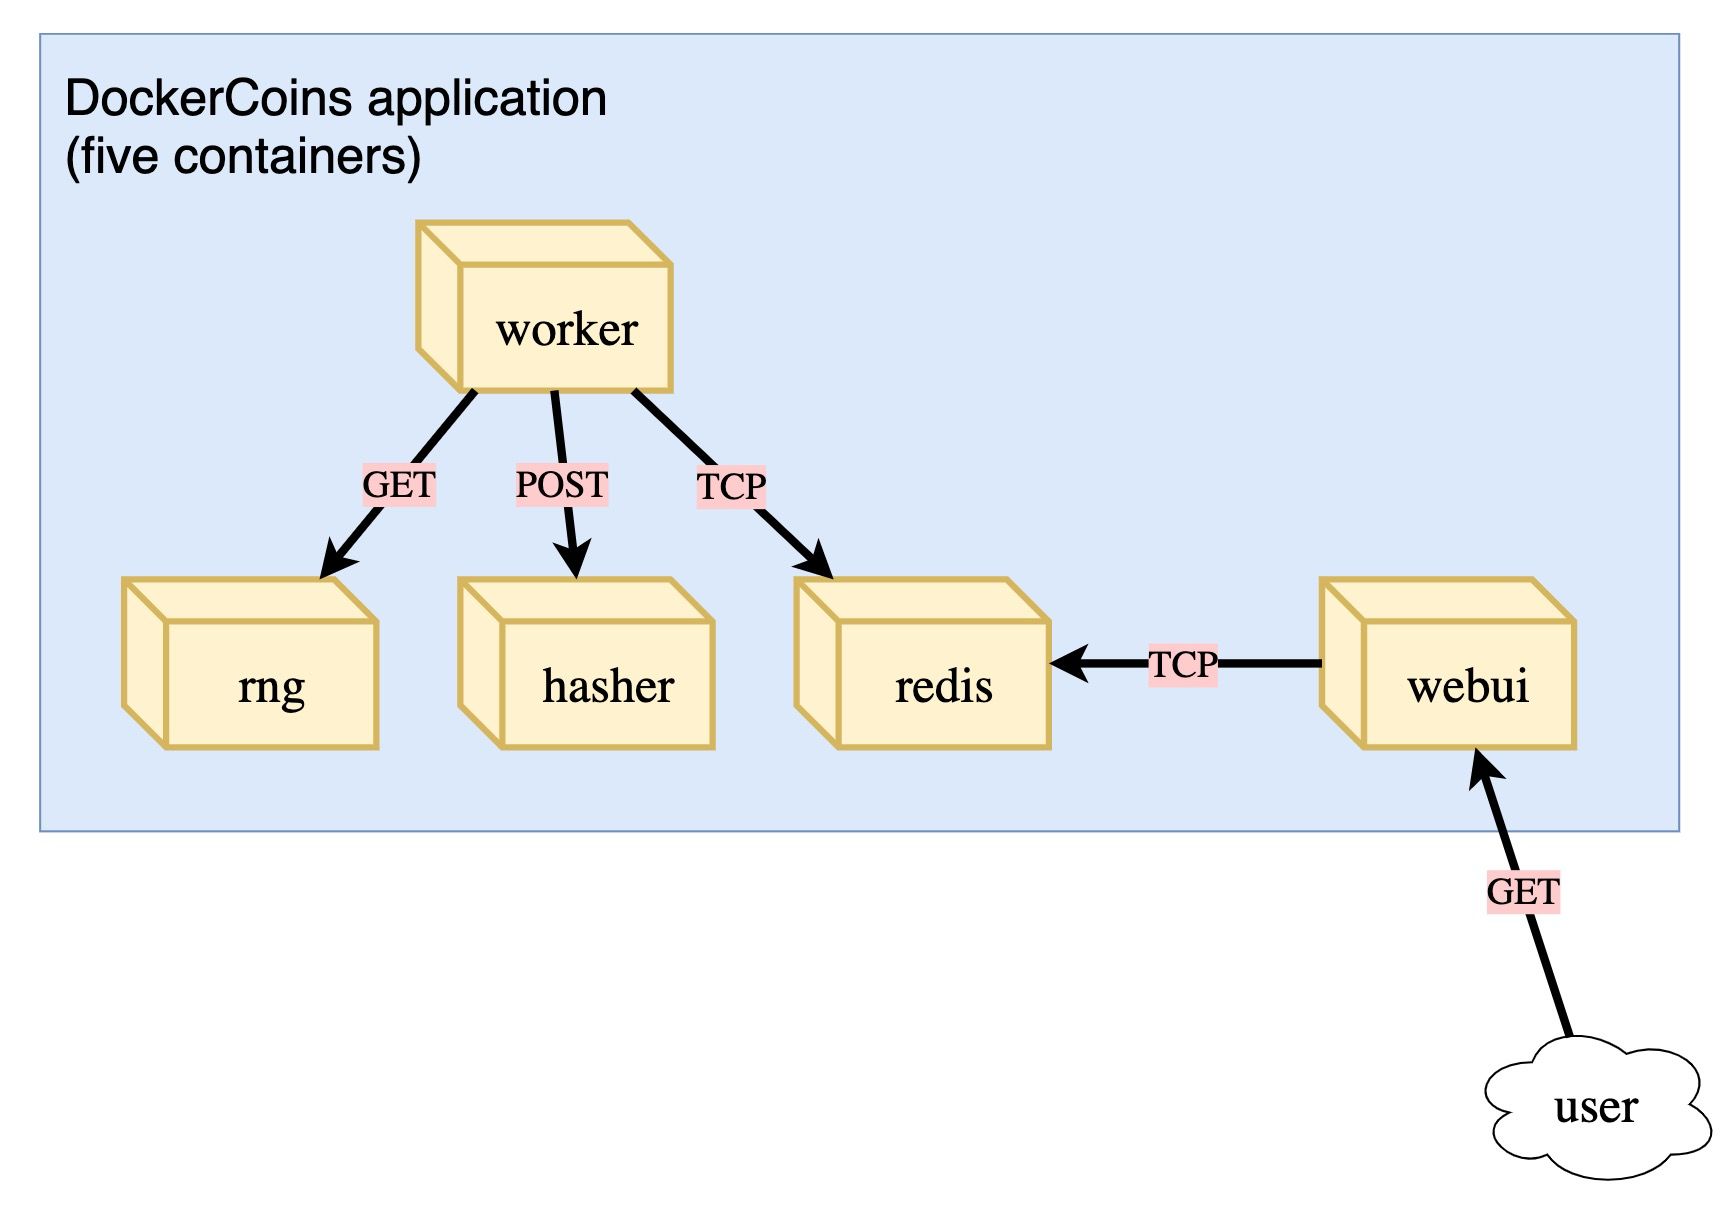 DockerCoins application
(five containers)
worker
GET
POST
TCP
rng
hasher
redis
TCP
webui
GET
user